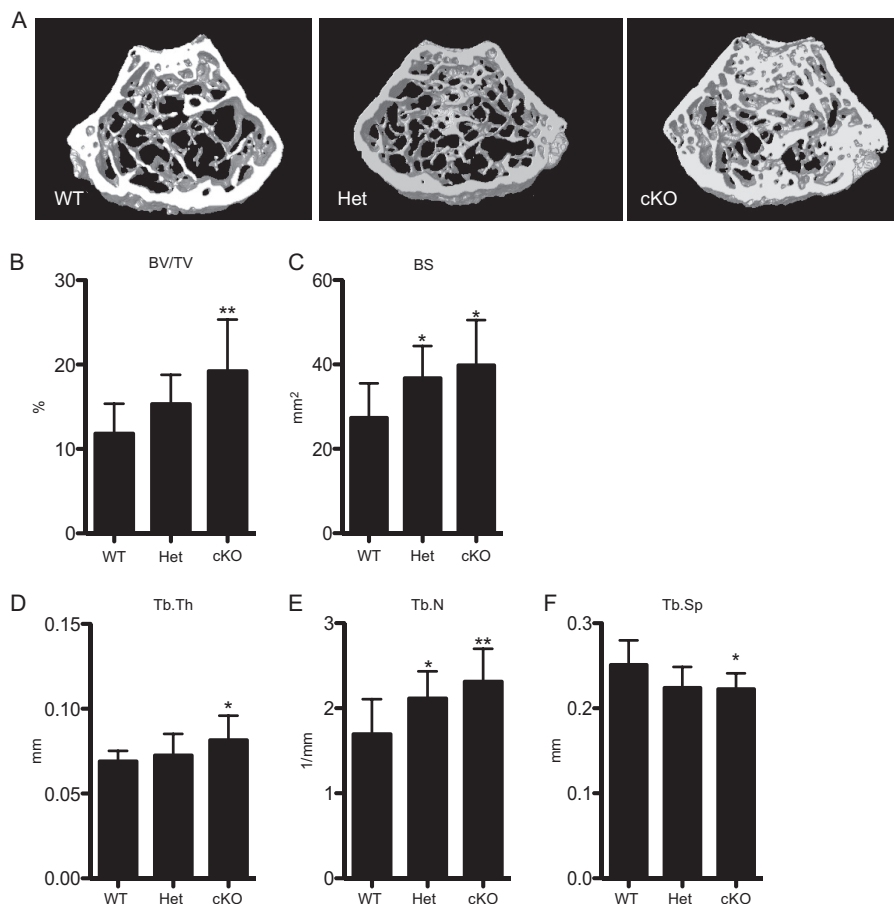 A
WT
Het
cKO
B
BV/TV
30
20
10
0
%
**
WT
Het
cKO
C
BS
60
40
20
0
mm²
*
*
WT
Het
cKO
D
Tb.Th
0.15
0.10
0.05
0.00
mm
*
WT
Het
cKO
E
Tb.N
3
2
1
0
1/mm
*
**
WT
Het
cKO
F
Tb.Sp
0.3
0.2
0.1
0.0
mm
*
WT
Het
cKO